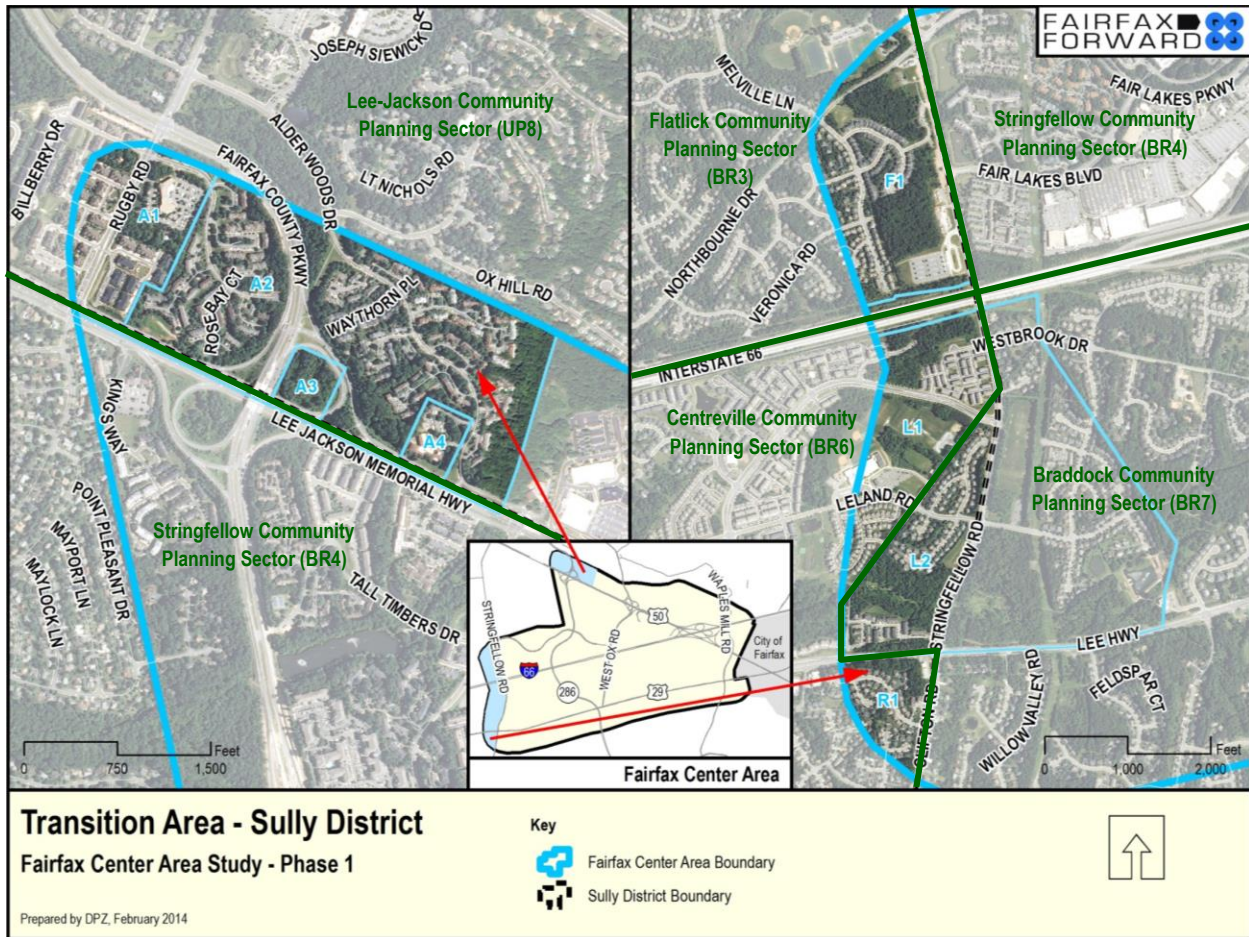 JOSEPH SIEWICK DR
Lee-Jackson Community
Planning Sector (UP8)
BILLBERRY DR
RUGBY RD
ALDER WOODS DR
LT NICHOLS RD
FAIRFAX COUNTY PKWY
A1
A2
ROSEBAY CT
WAYTHORN PL
OX HILL RD
A3
A4
KINGS WAY
LEE JACKSON MEMORIAL HWY
POINT PLEASANT DR
MAYPORT LN
MAYLOCK LN
Stringfellow Community
Planning Sector (BR4)
TALL TIMBERS DR
Feet
0 750 1,500
FAIRFAX
FORWARD
MELVILLE LN
Flatlick Community
Planning Sector
(BR3)
Stringfellow Community
Planning Sector (BR4)
FAIR LAKES PKWY
FAIR LAKES BLVD
F1
NORTHBOURNE DR
VERONICA RD
INTERSTATE 66
WESTBROOK DR
Centreville Community
Planning Sector (BR6)
L1
LELAND RD
Braddock Community
Planning Sector (BR7)
L2
STRINGFELLOW RD
LEE HWY
R1
CLIFTON RD
WILLOW VALLEY RD
FELDSPAR CT
Feet
0 1,000 2,000
STRINGFELLOW RD
WEST OX RD
WAPLES MILL RD
50
City of
Fairfax
66
286
29
Fairfax Center Area
Transition Area - Sully District
Fairfax Center Area Study - Phase 1
Prepared by DPZ, February 2014
Key
Fairfax Center Area Boundary
Sully District Boundary